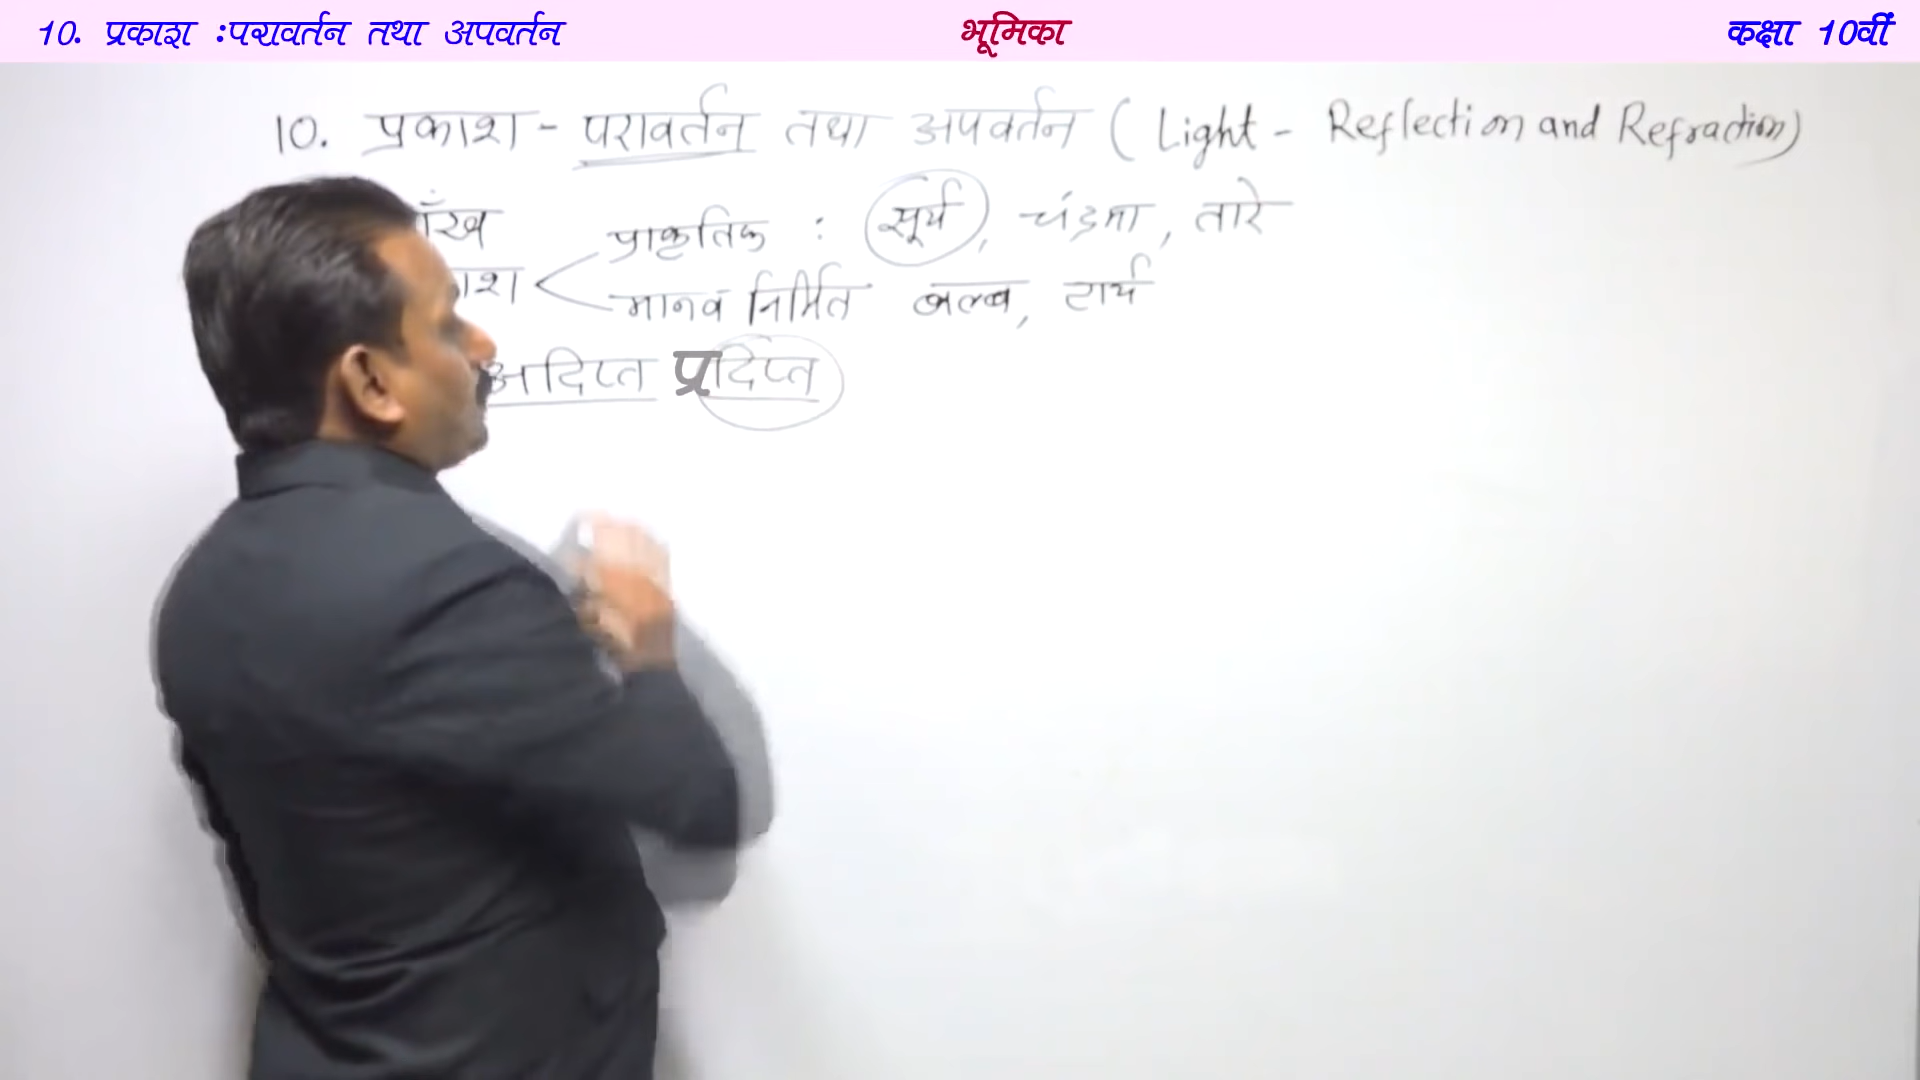 10. प्रकाश :परावर्तन तथा अपवर्तन भूमिका कक्षा 10वीं
10. प्रकाश - परावर्तन तथा अपवर्तन ( Light - Reflection and Refraction)
प्राकृतिक : सूर्य, चंद्रमा, तारे
मानव निर्मित बल्ब, टार्च
अदिप्त प्रदिप्त